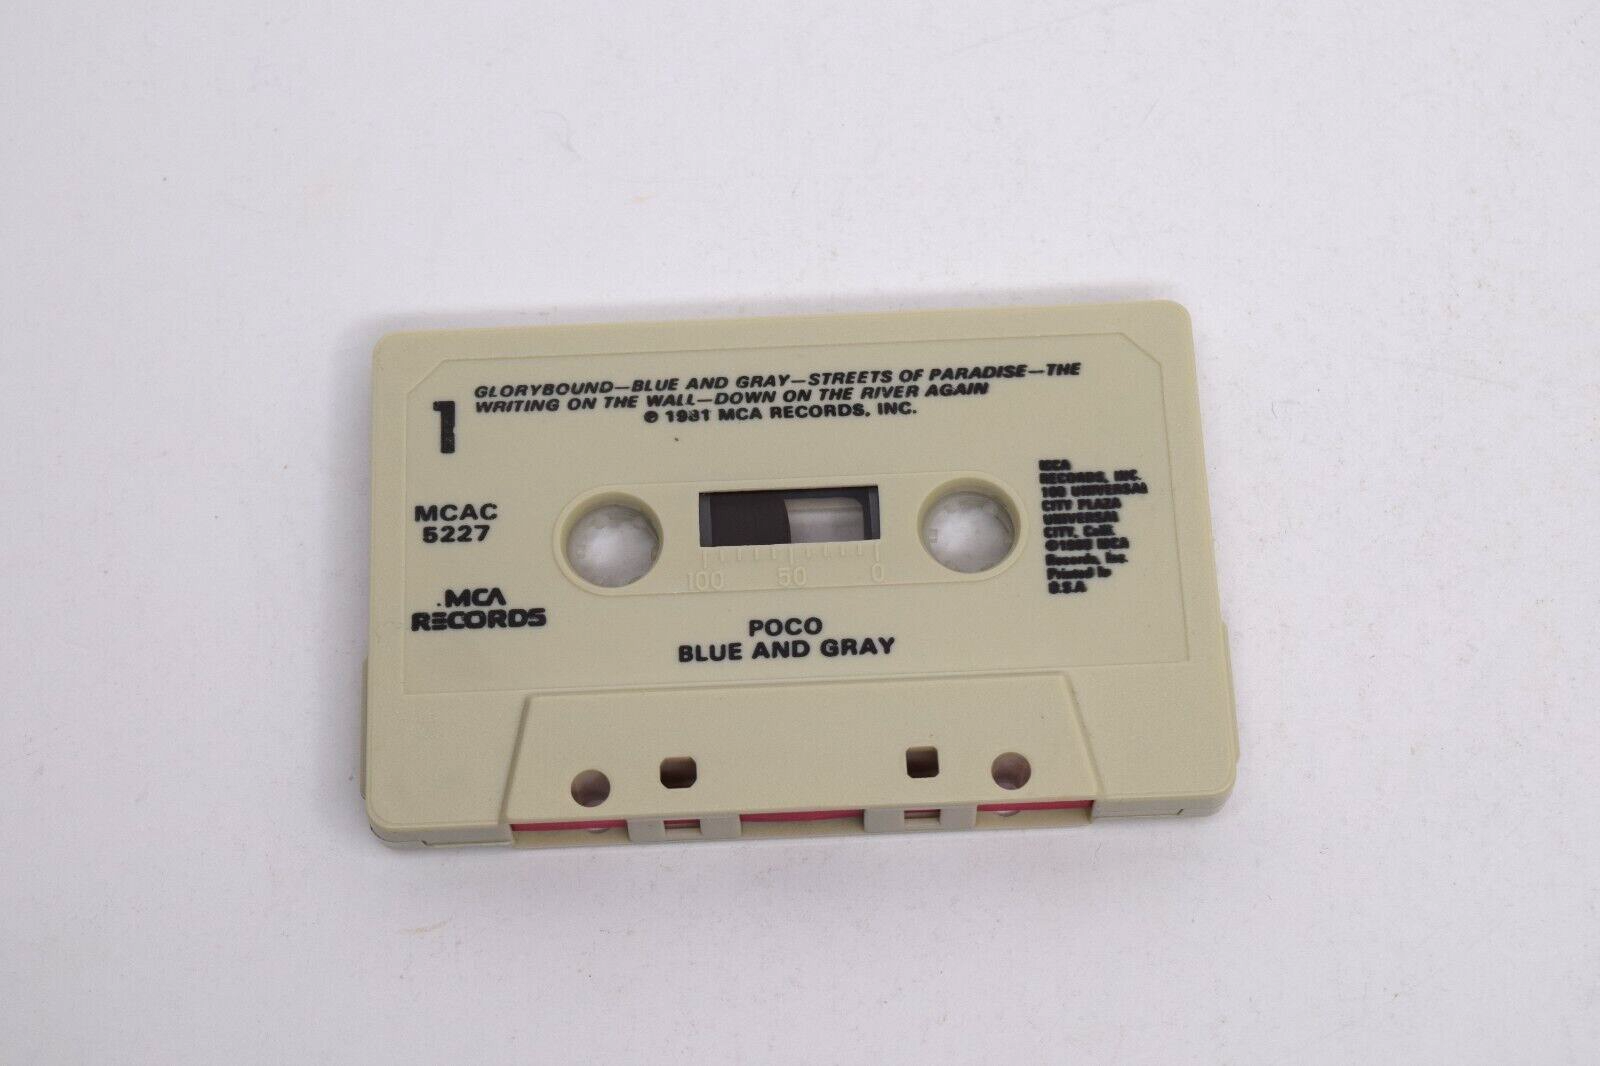 GLORYBOUND—BLUE AND GRAY—STREETS OF PARADISE—THE
WRITING ON THE WALL—DOWN ON THE RIVER AGAIN
℗ 1981 MCA RECORDS, INC.
1
MCAC
5227
MCA
RECORDS
100 50 0
POCO
BLUE AND GRAY
MCA
RECORDS, INC.
100 UNIVERSAL
CITY PLAZA
UNIVERSAL
CITY, Calif.
MCA
Records, Inc.
Printed in
U.S.A